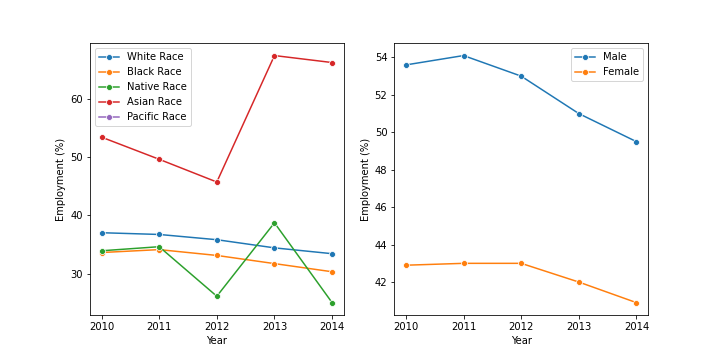 White Race
Black Race
Native Race
Asian Race
Pacific Race
60
50
40
30
Employment (%)
2010 2011 2012 2013 2014
Year
Male
Female
54
52
50
48
46
44
42
Employment (%)
2010 2011 2012 2013 2014
Year